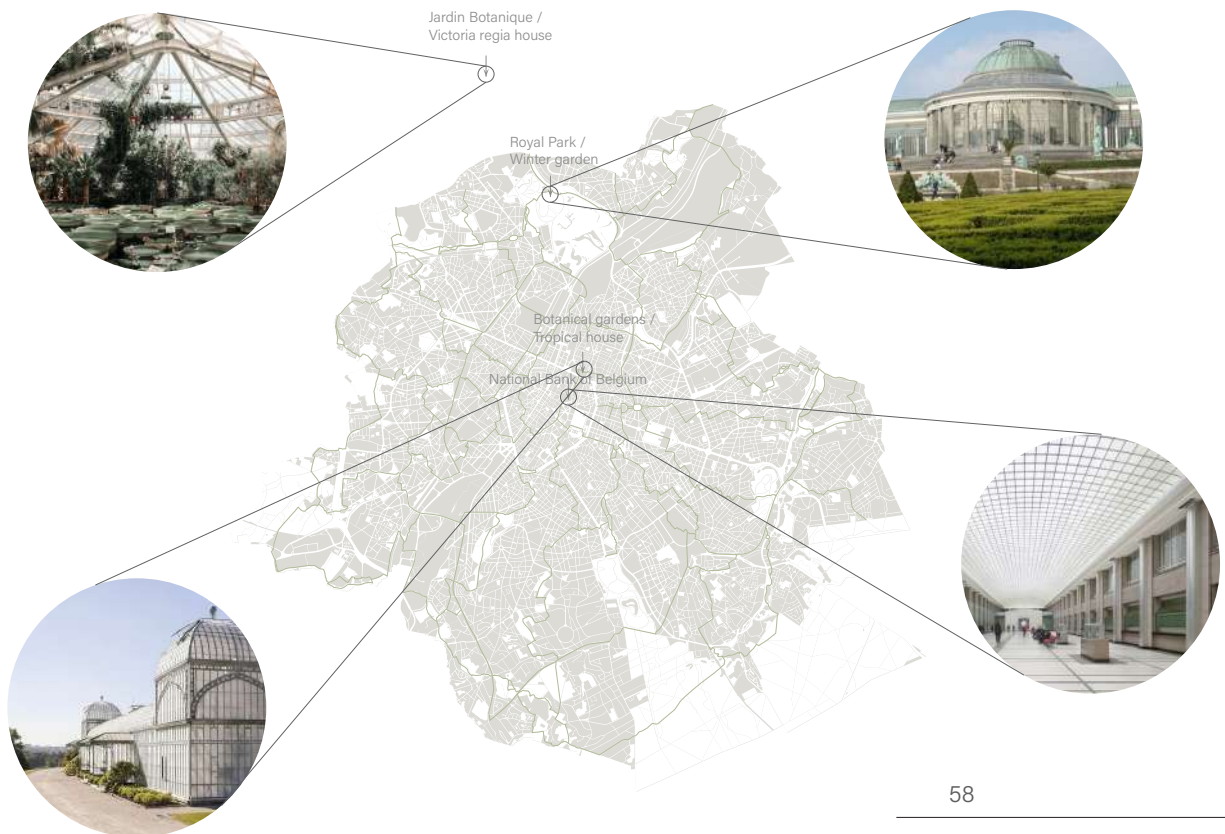 Jardin Botanique /
Victoria regia house
Royal Park /
Winter garden
Botanical gardens /
Tropical house
National Bank of Belgium
58